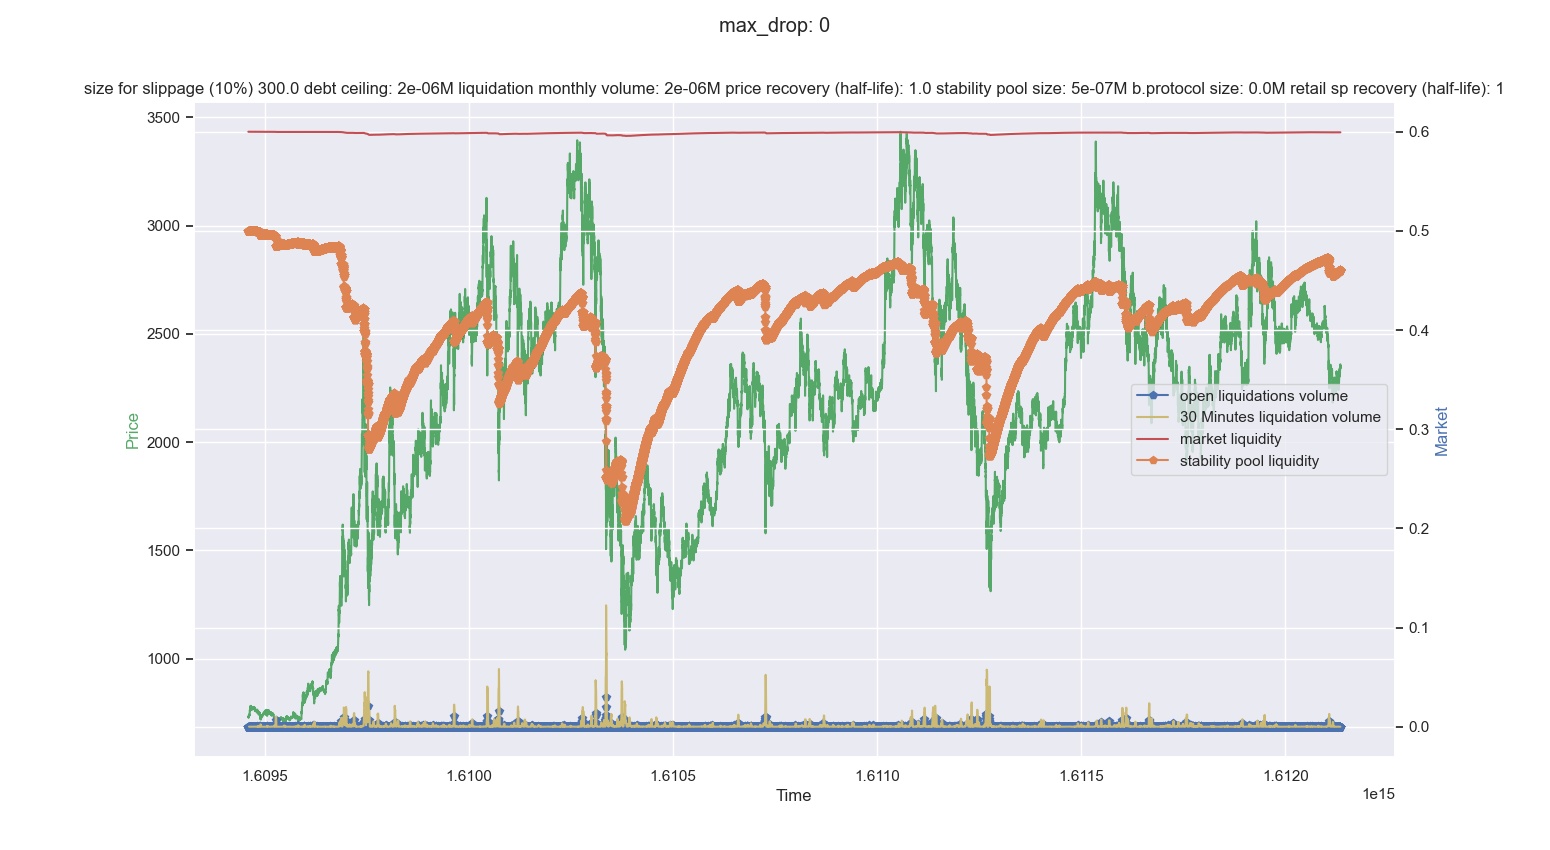 max_drop: 0
size for slippage (10%) 300.0 debt ceiling: 2e-06M liquidation monthly volume: 2e-06M price recovery (half-life): 1.0 stability pool size: 5e-07M b.protocol size: 0.0M retail sp recovery (half-life): 1
3500
3000
2500
2000
1500
1000
Price
0.6
0.5
0.4
0.3
0.2
0.1
0.0
Market
open liquidations volume
30 Minutes liquidation volume
market liquidity
stability pool liquidity
1.6095 1.6100 1.6105 1.6110 1.6115 1.6120
1e15
Time